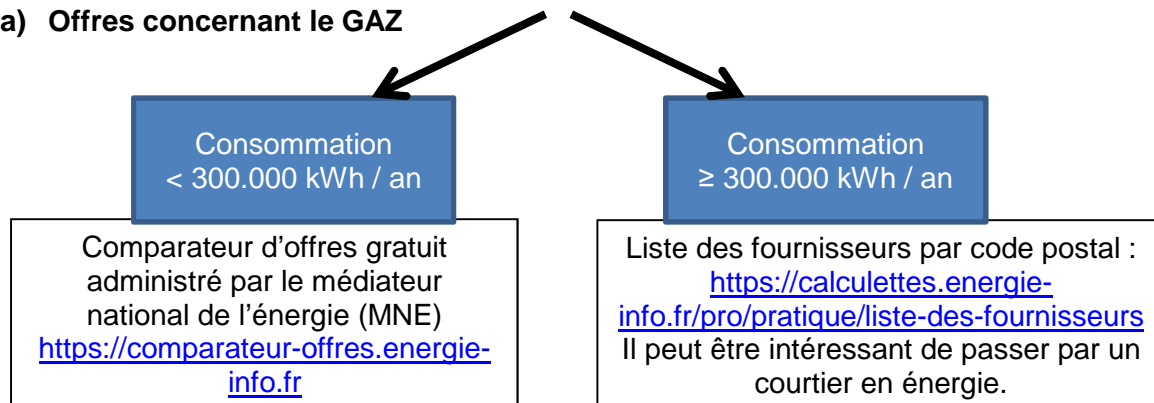 a) Offres concernant le GAZ
Consommation
< 300.000 kWh / an
Comparateur d'offres gratuit
administré par le médiateur
national de l'énergie (MNE)
https://comparateur-offres.energie-
info.fr
Consommation
≥ 300.000 kWh / an
Liste des fournisseurs par code postal :
https://calculettes.energie-
info.fr/pro/pratique/liste-des-fournisseurs
Il peut être intéressant de passer par un
courtier en énergie.